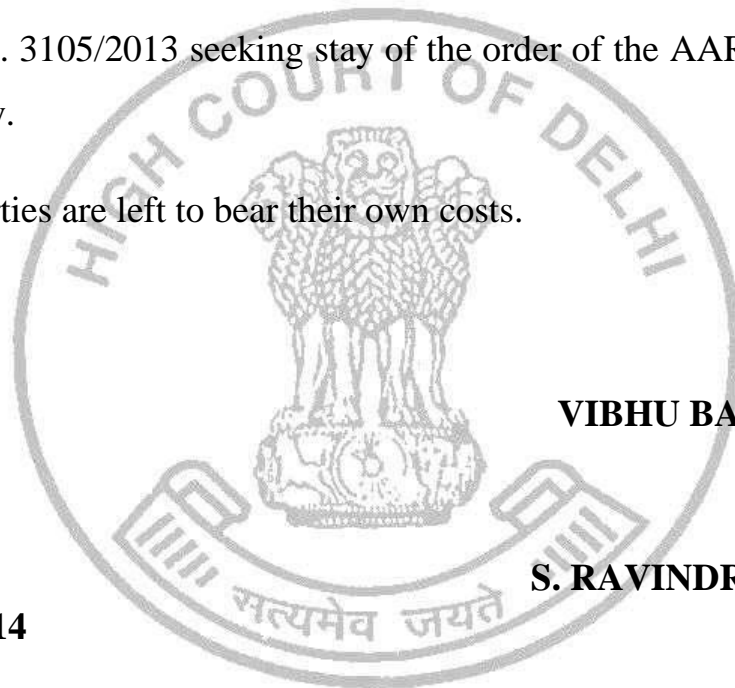 . 3105/2013 seeking stay of the order of the AAR
y.
HIGH COURT OF DELHI
ties are left to bear their own costs.
VIBHU BA
S. RAVINDR
सत्यमेव जयते
14